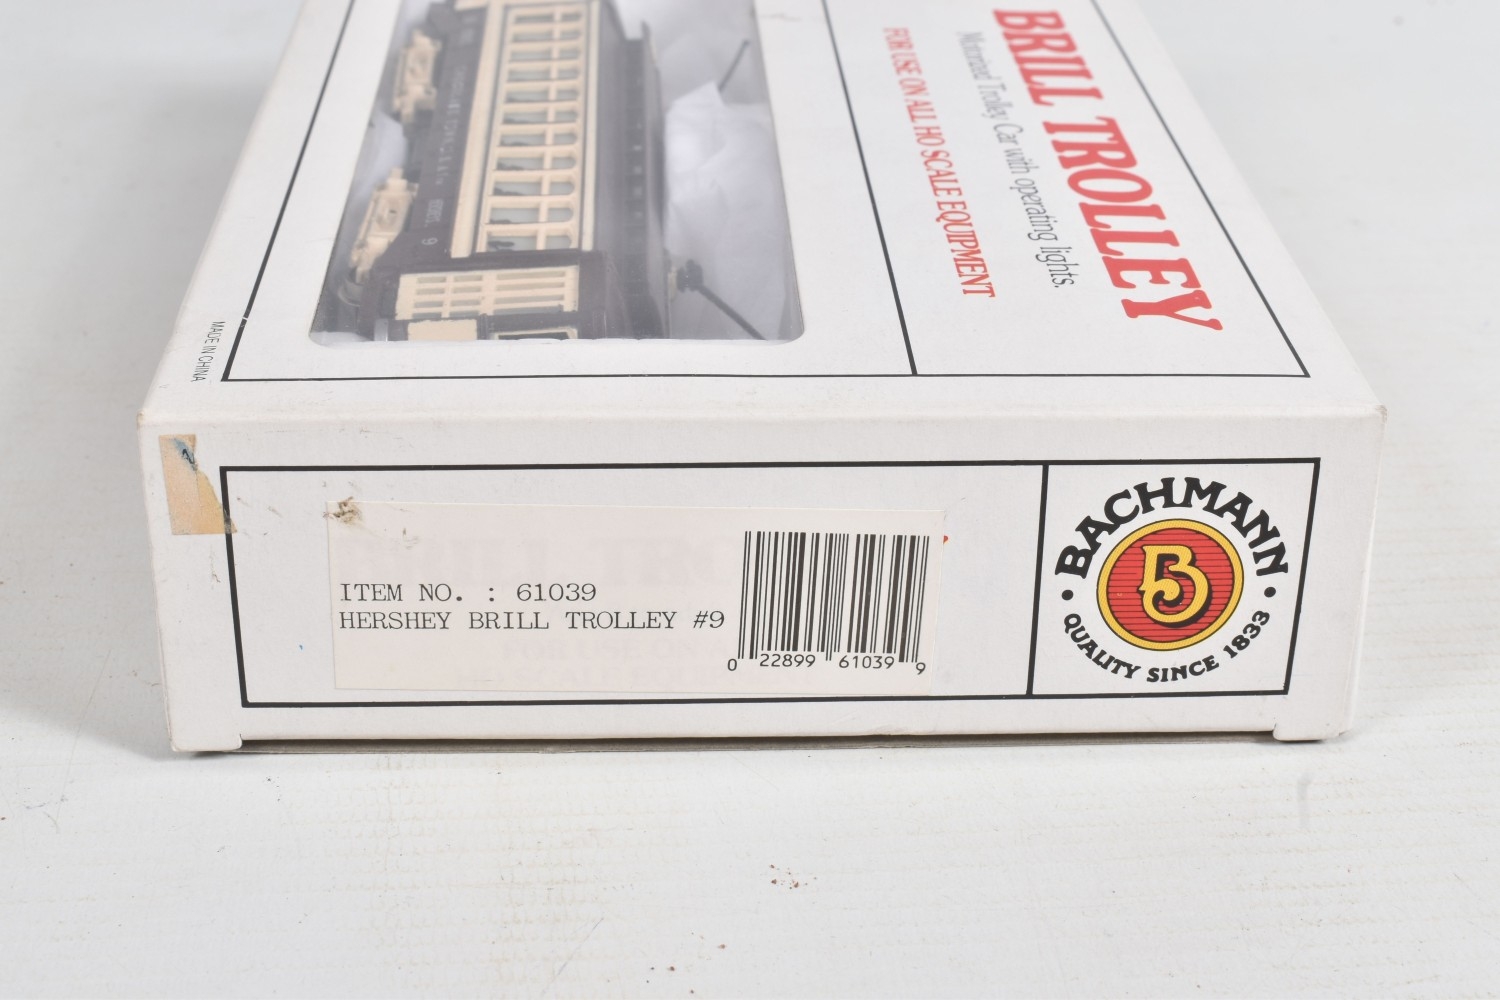 BRILL TROLLEY
Motorized Trolley Car with operating lights.
FOR USE ON ALL HO SCALE EQUIPMENT
9
MADE IN CHINA
ITEM NO. : 61039
HERSHEY BRILL TROLLEY #9
0 22899 61039 9
BACHMANN
B
QUALITY SINCE 1833